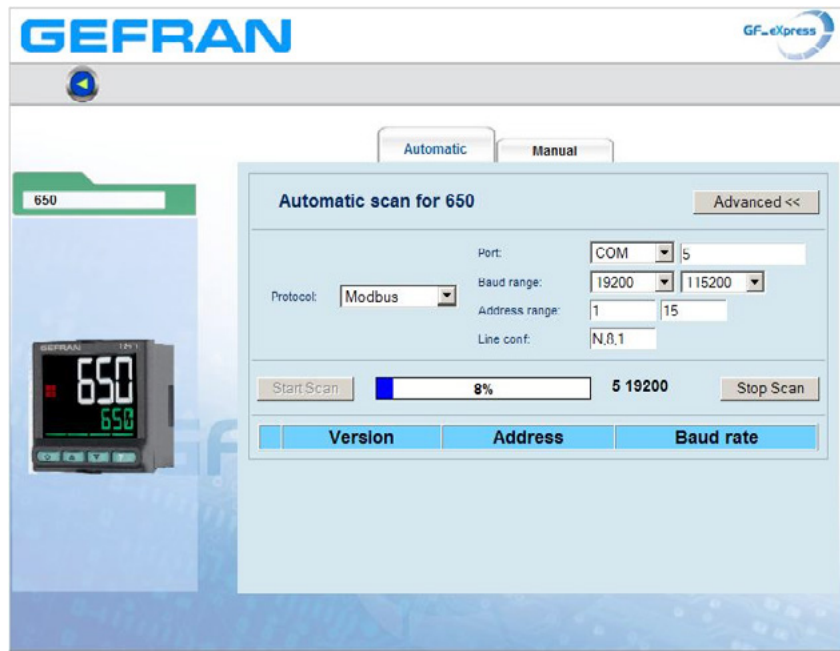 GEFRAN
GF_eXpress
Automatic
Manual
650
Automatic scan for 650
Advanced <<
Port:
COM
5
Protocol:
Modbus
Baud range:
19200
115200
Address range:
1
15
Line conf:
N,8,1
GEFRAN
650
650
Start Scan
8%
5 19200
Stop Scan
Version
Address
Baud rate